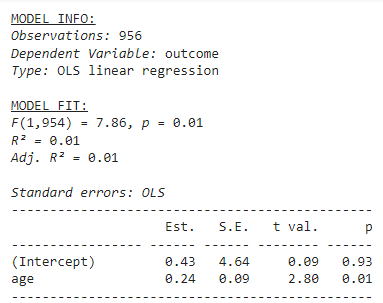 MODEL INFO:
Observations: 956
Dependent Variable: outcome
Type: OLS linear regression

MODEL FIT:
F(1,954) = 7.86, p = 0.01
R² = 0.01
Adj. R² = 0.01

Standard errors: OLS
-----------------------------------------------
                    Est.   S.E.   t val.      p
----------------- ------ ------ -------- ------
(Intercept)         0.43   4.64     0.09   0.93
age                 0.24   0.09     2.80   0.01
-----------------------------------------------